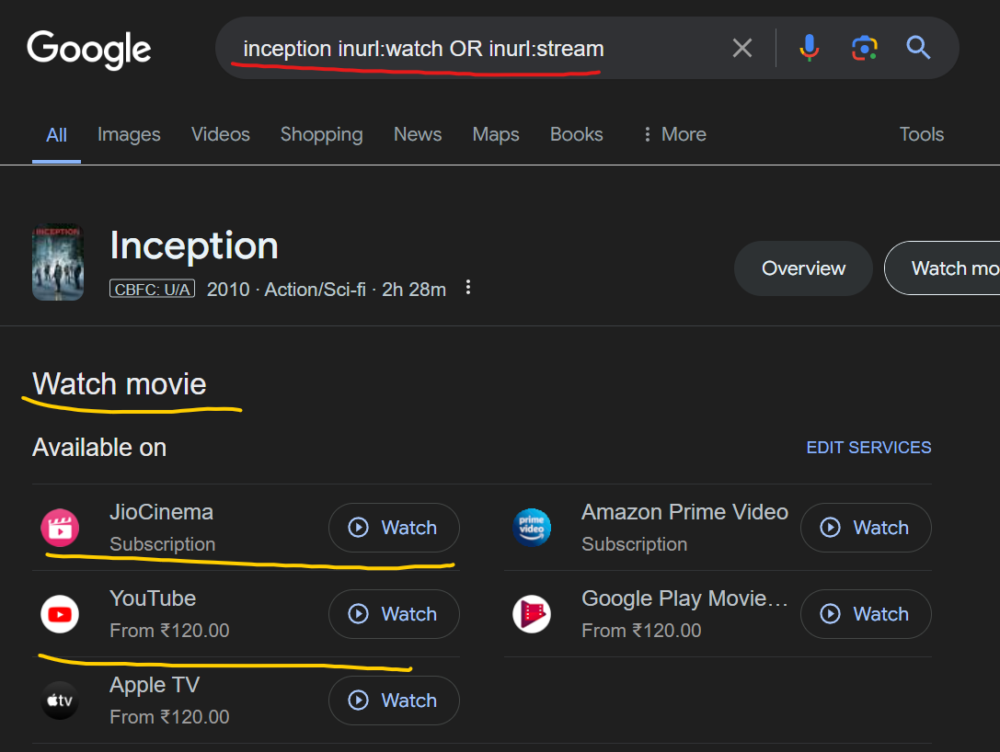 Google
inception inurl:watch OR inurl:stream
All Images Videos Shopping News Maps Books More Tools
INCEPTION
Inception
CBFC: U/A 2010 · Action/Sci-fi · 2h 28m
Overview
Watch mo
Watch movie
Available on
EDIT SERVICES
JioCinema
Subscription
Watch
prime video
Amazon Prime Video
Subscription
Watch
YouTube
From ₹120.00
Watch
Google Play Movie…
From ₹120.00
Watch
tv
Apple TV
From ₹120.00
Watch